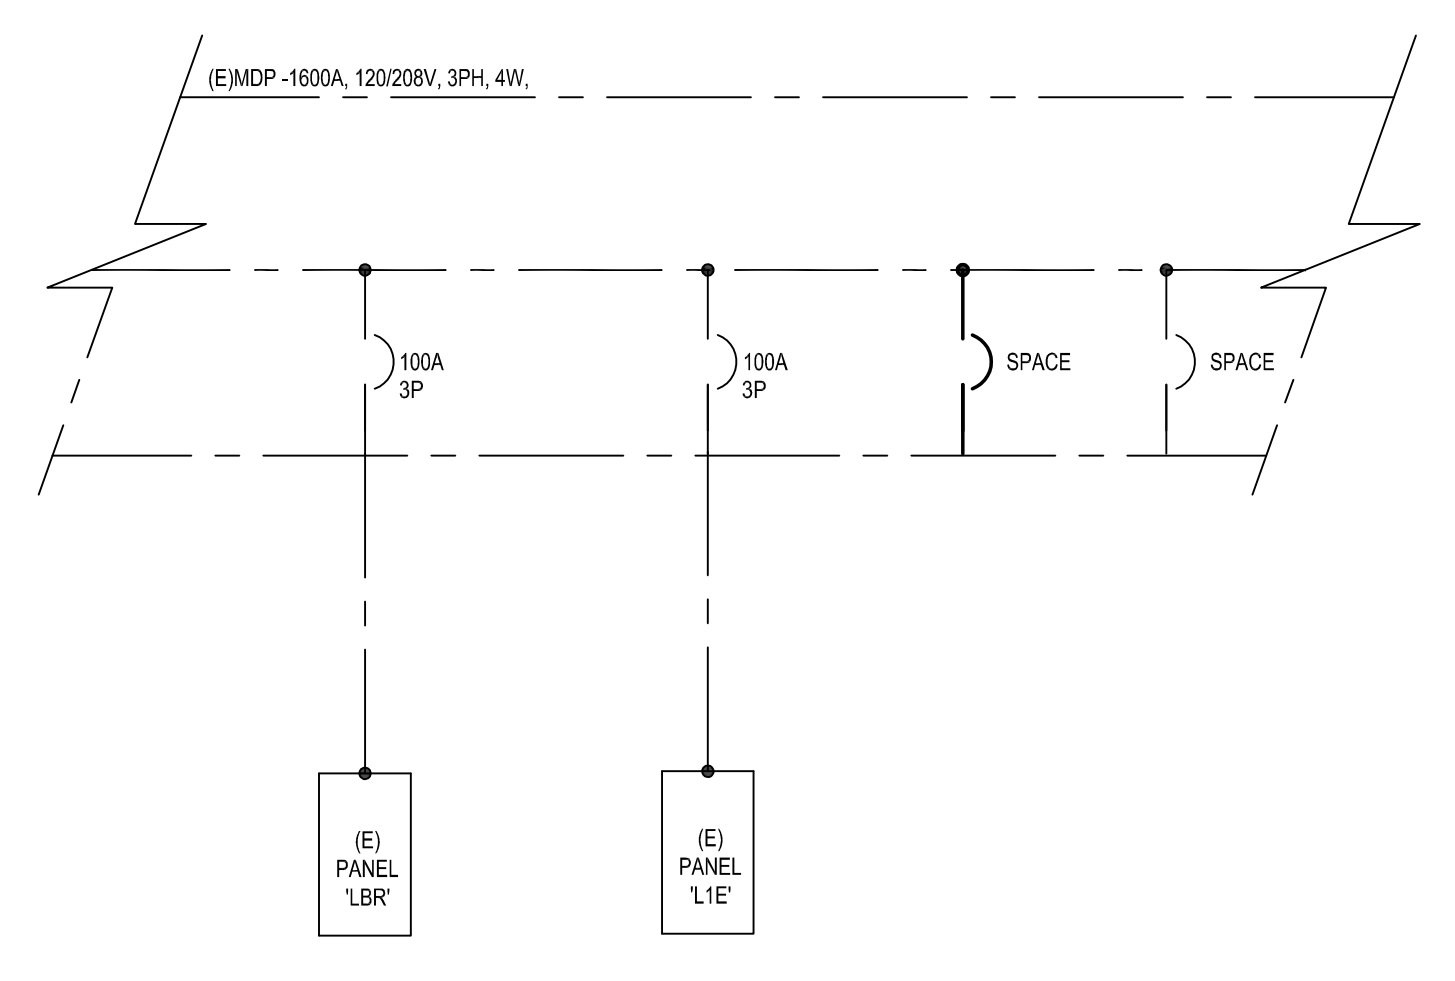 (E)MDP -1600A, 120/208V, 3PH, 4W,
100A
3P
100A
3P
SPACE
SPACE
(E)
PANEL
'LBR'
(E)
PANEL
'L1E'